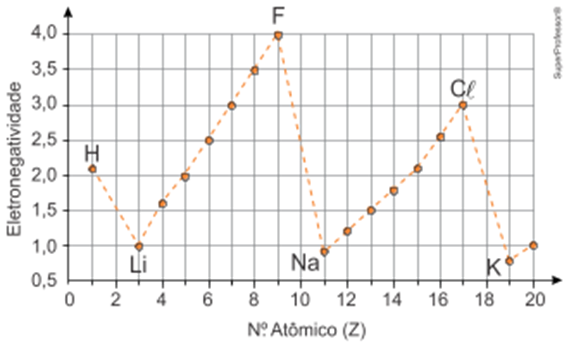 F
4,0
3,5
3,0
2,5
2,0
1,5
1,0
0,5
Eletronegatividade
H
Li
Na
Cℓ
K
0 2 4 6 8 10 12 14 16 18 20
Nº Atômico (Z)
SuperProfessor®